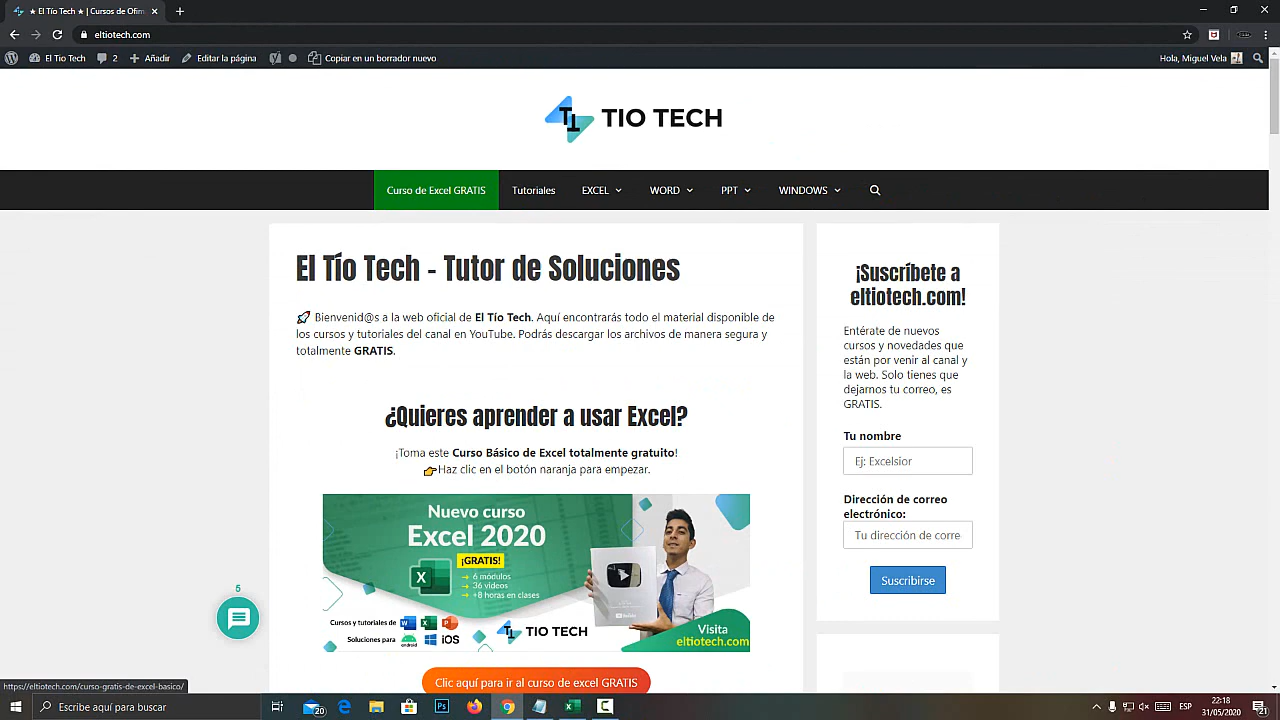 ★ El Tío Tech ★ | Cursos de Ofim
eltiotech.com
El Tío Tech 2 Añadir Editar la página Copiar en un borrador nuevo Hola, Miguel Vela
TIO TECH
Curso de Excel GRATIS Tutoriales EXCEL WORD PPT WINDOWS
El Tío Tech - Tutor de Soluciones
Bienvenid@s a la web oficial de El Tío Tech. Aquí encontrarás todo el material disponible de
los cursos y tutoriales del canal en YouTube. Podrás descargar los archivos de manera segura y
totalmente GRATIS.
¿Quieres aprender a usar Excel?
¡Toma este Curso Básico de Excel totalmente gratuito!
Haz clic en el botón naranja para empezar.
Nuevo curso
Excel 2020
¡GRATIS!
6 módulos
36 videos
+8 horas en clases
Cursos y tutoriales de
Soluciones para android iOS
TIO TECH
Visita
eltiotech.com
Clic aquí para ir al curso de excel GRATIS
¡Suscríbete a
eltiotech.com!
Entérate de nuevos
cursos y novedades que
están por venir al canal y
la web. Solo tienes que
dejarnos tu correo, es
GRATIS.
Tu nombre
Ej: Excelsior
Dirección de correo
electrónico:
Tu dirección de corre
Suscribirse
5
https://eltiotech.com/curso-gratis-de-excel-basico/
Escribe aquí para buscar
20
ESP
22:18
31/05/2020